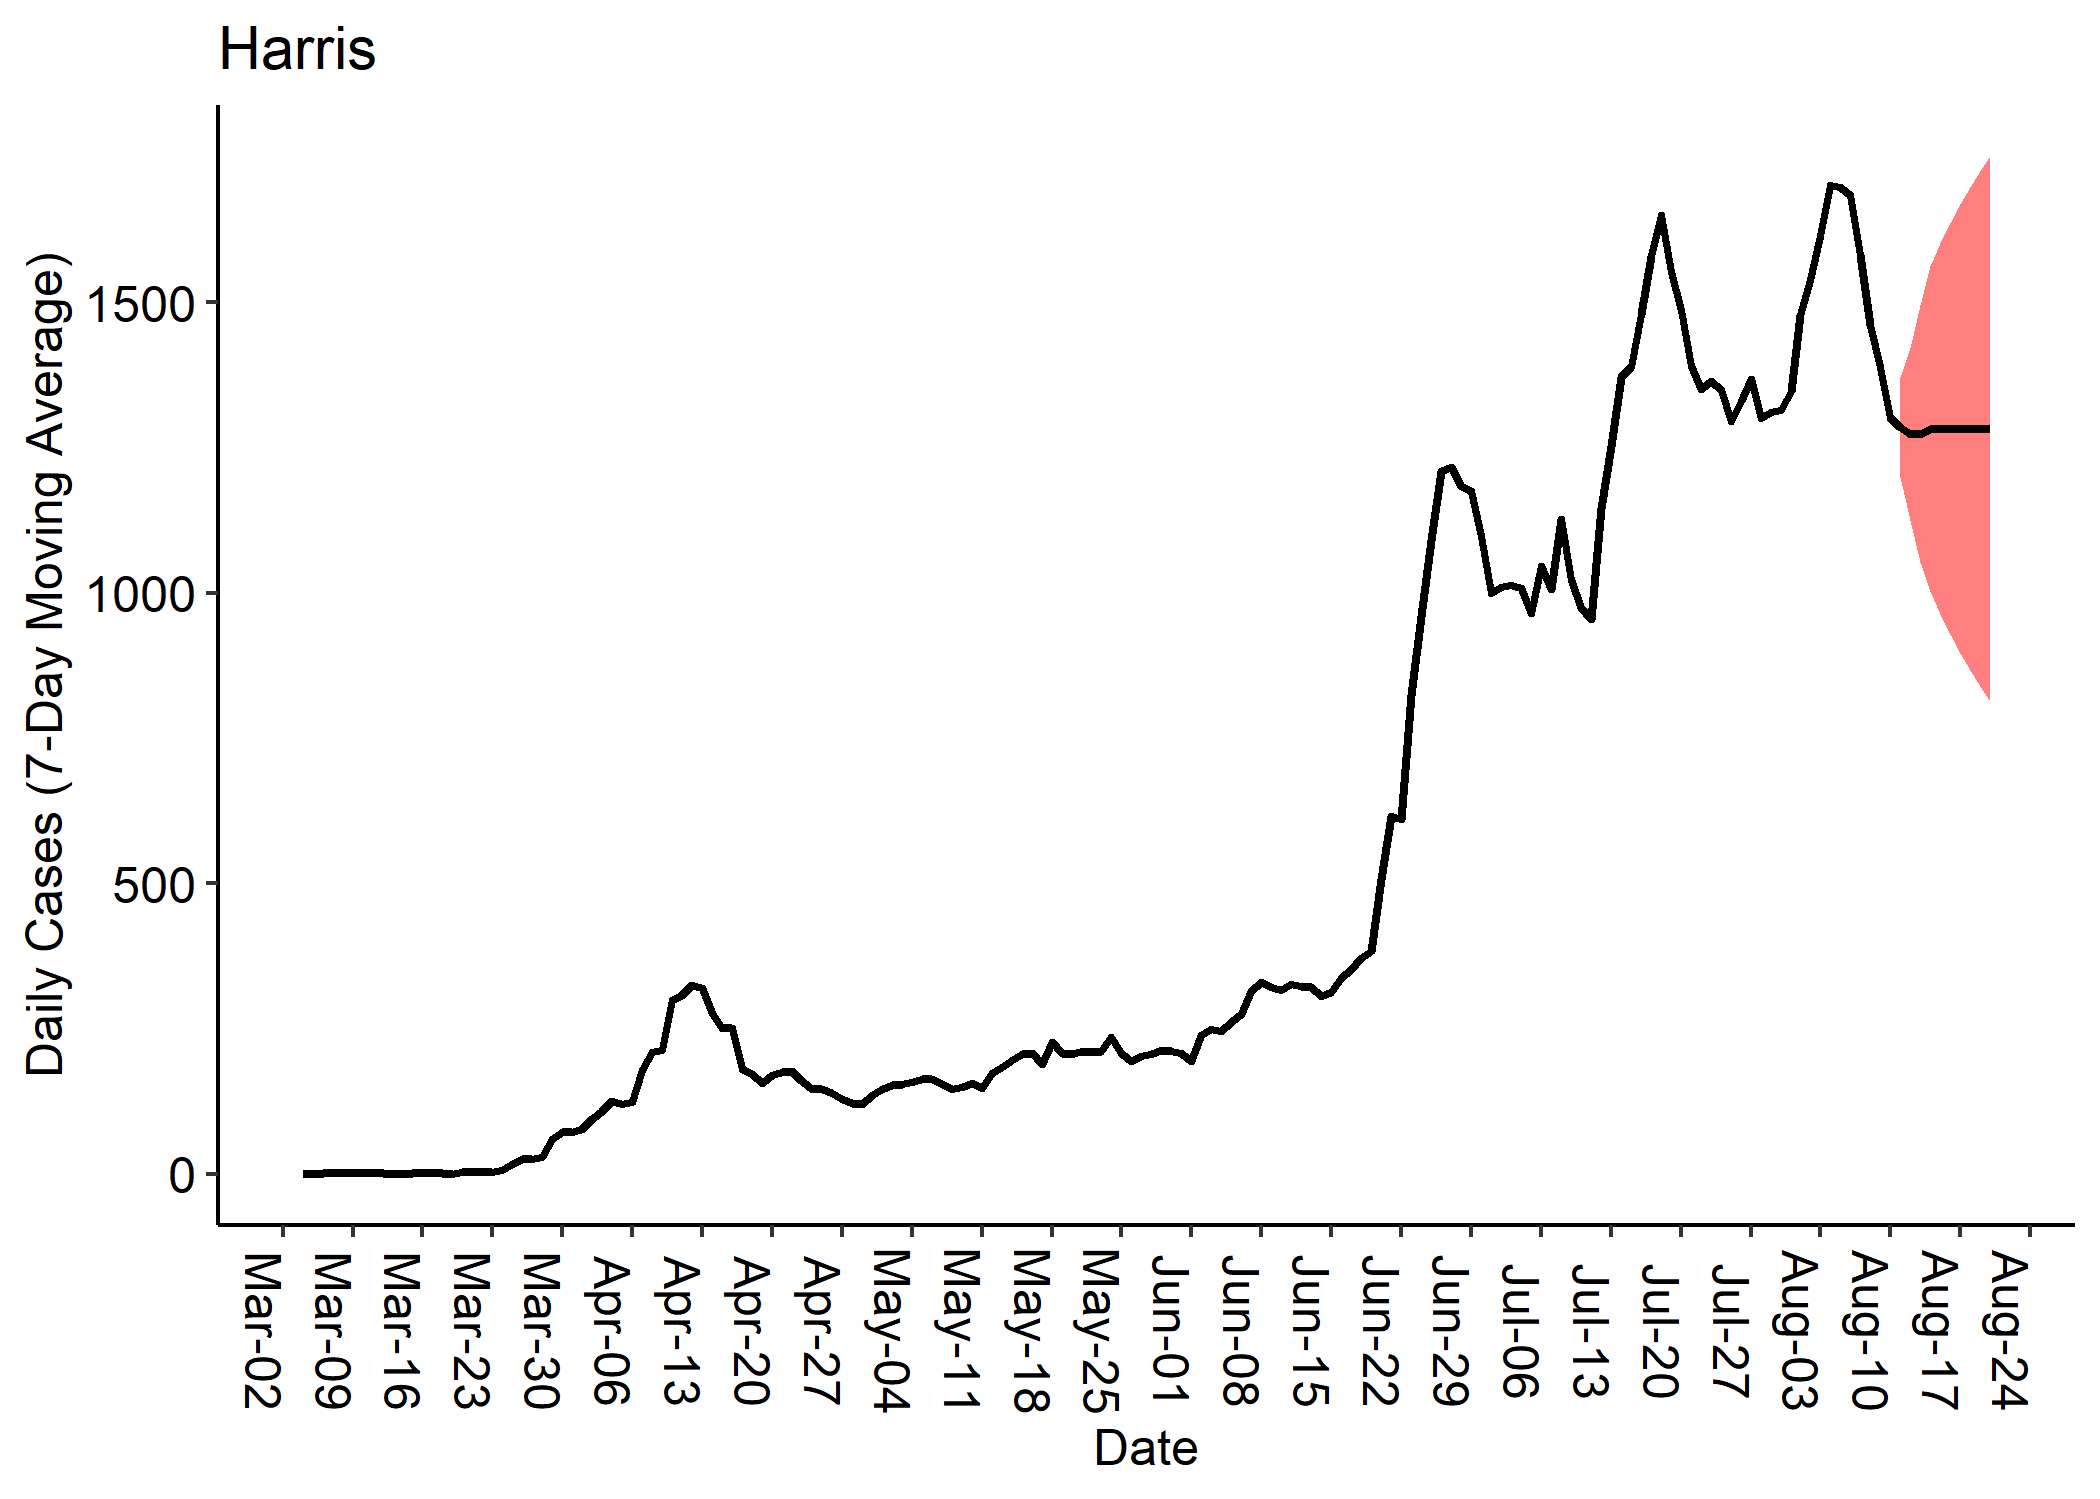 Harris
Daily Cases (7-Day Moving Average)
1500
1000
500
0
Mar-02
Mar-09
Mar-16
Mar-23
Mar-30
Apr-06
Apr-13
Apr-20
Apr-27
May-04
May-11
May-18
May-25
Jun-01
Jun-08
Jun-15
Jun-22
Jun-29
Jul-06
Jul-13
Jul-20
Jul-27
Aug-03
Aug-10
Aug-17
Aug-24
Date